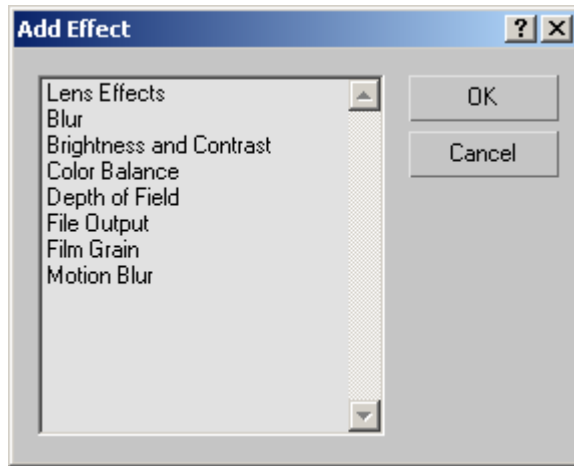 Add Effect
Lens Effects
Blur
Brightness and Contrast
Color Balance
Depth of Field
File Output
Film Grain
Motion Blur
OK
Cancel